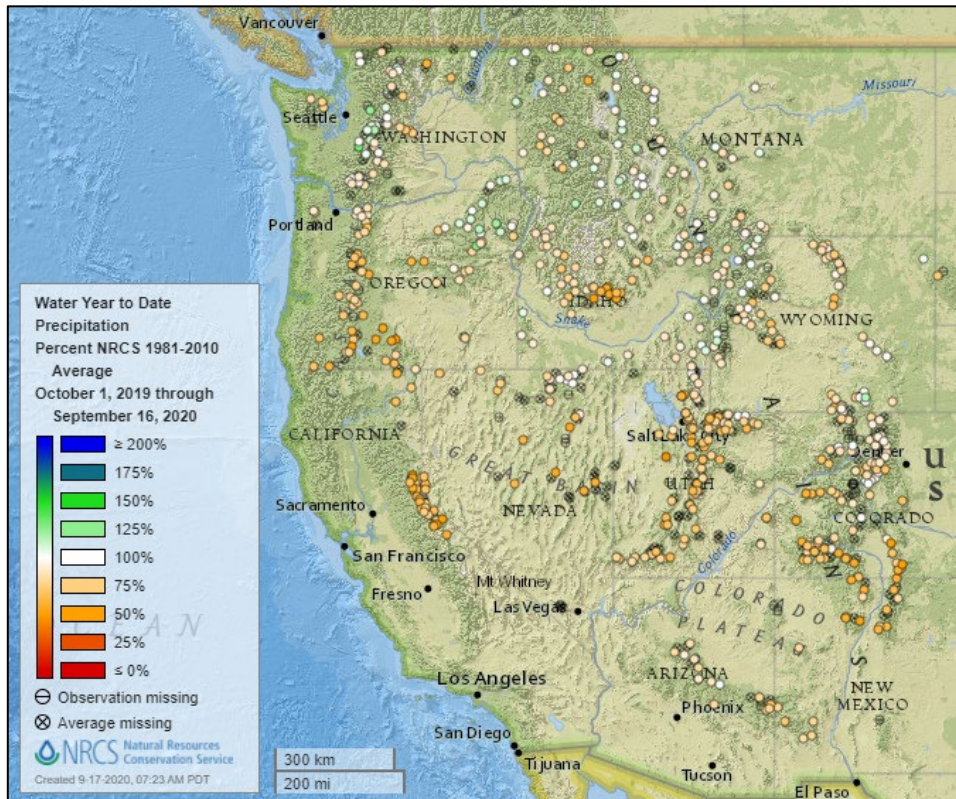 Vancouver
Columbia
Missouri
Seattle
WASHINGTON
MONTANA
Portland
OREGON
IDAHO
Snake
WYOMING
Water Year to Date
Precipitation
Percent NRCS 1981-2010
Average
October 1, 2019 through
September 16, 2020
≥ 200%
175%
150%
125%
100%
75%
50%
25%
≤ 0%
Observation missing
Average missing
NRCS Natural Resources
Conservation Service
Created 9-17-2020, 07:23 AM PDT
CALIFORNIA
Salt Lake City
Denver
U
S
GREAT BASIN
UTAH
NEVADA
COLORADO
Sacramento
Colorado
San Francisco
Mt Whitney
Fresno
Las Vegas
COLORADO
PLATEAU
Los Angeles
ARIZONA
NEW
MEXICO
Phoenix
San Diego
Tijuana
Tucson
El Paso
300 km
200 mi